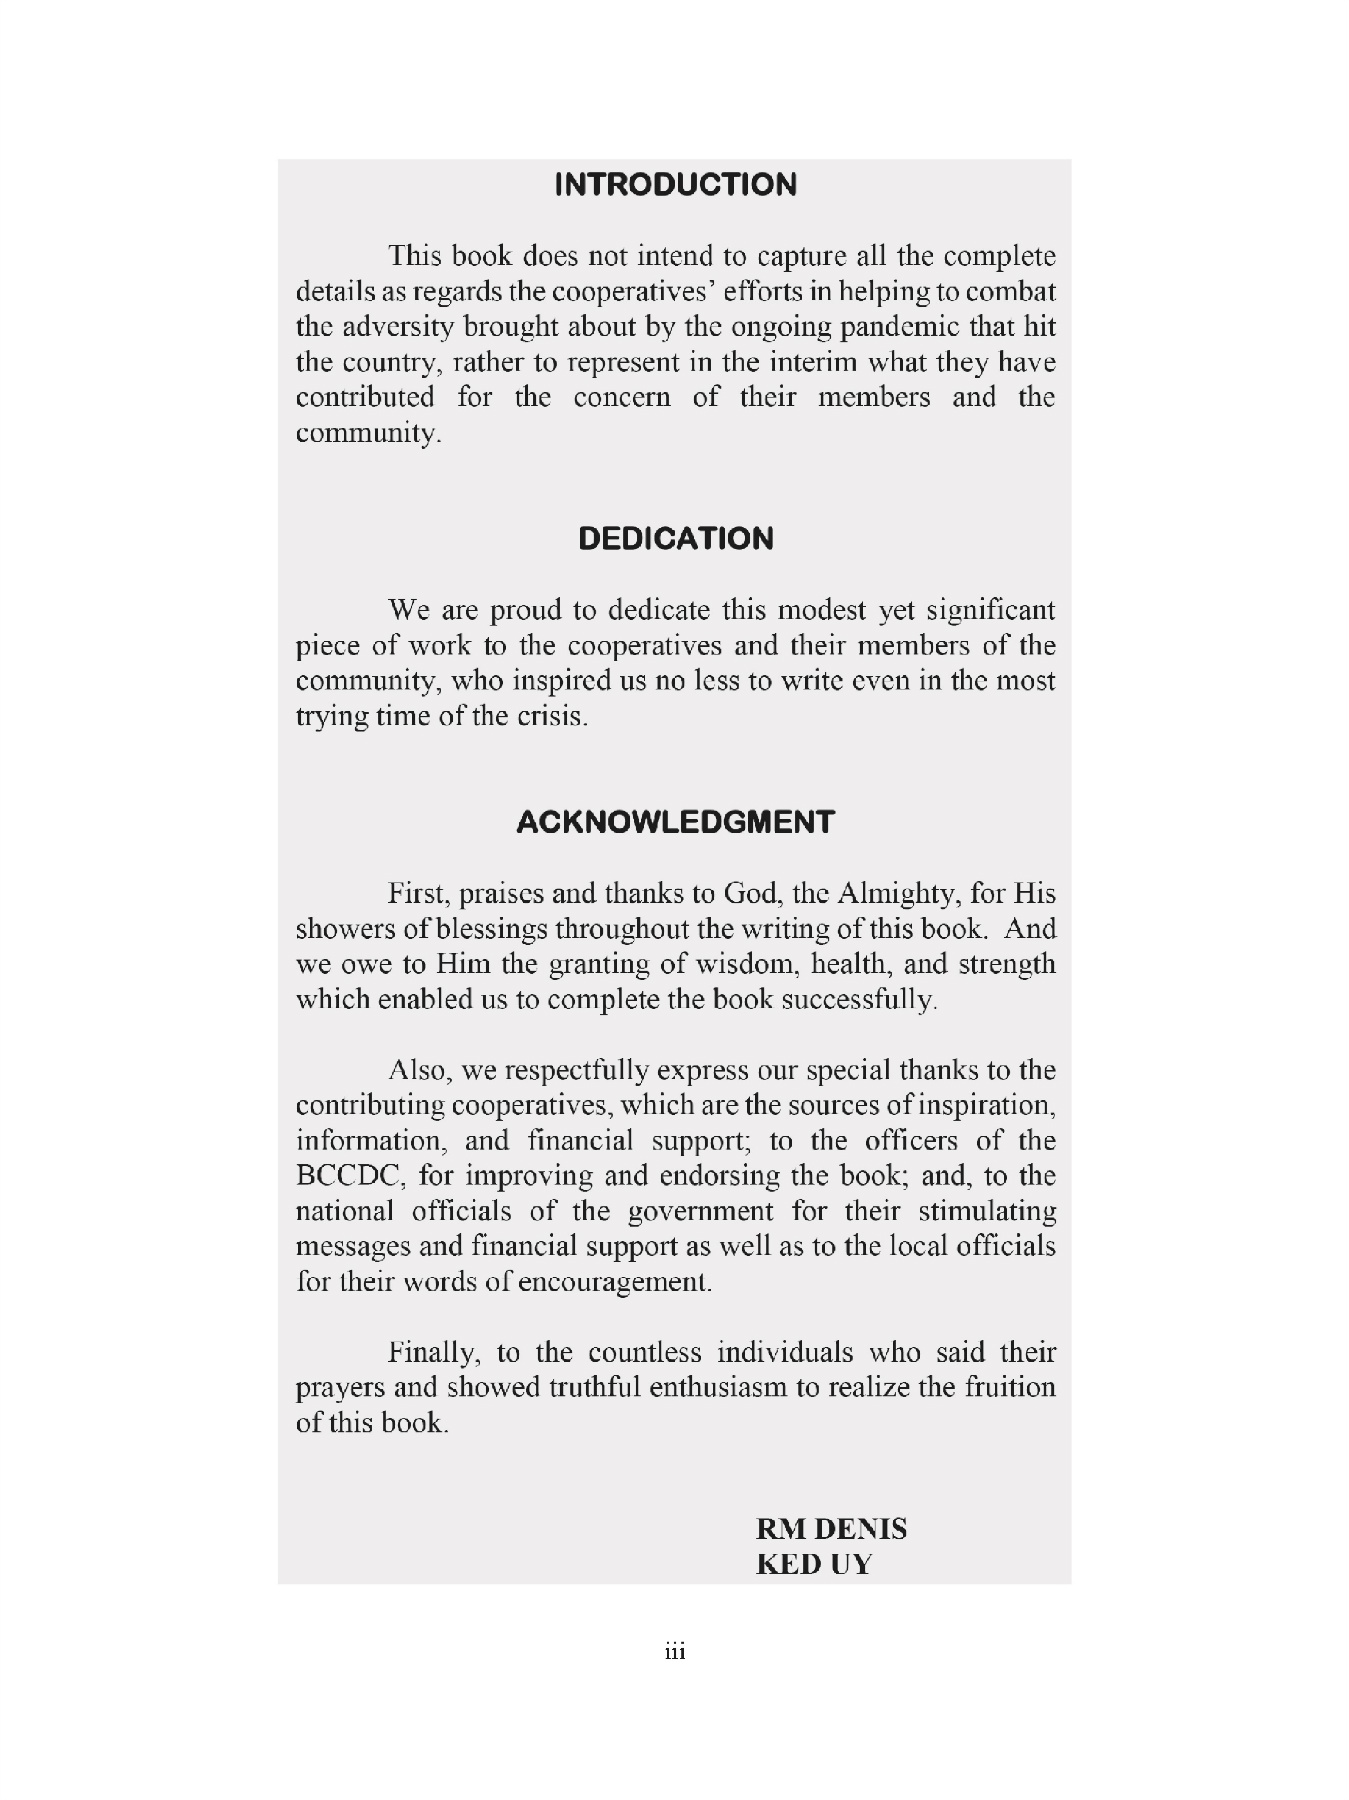 INTRODUCTION
This book does not intend to capture all the complete
details as regards the cooperatives’ efforts in helping to combat
the adversity brought about by the ongoing pandemic that hit
the country, rather to represent in the interim what they have
contributed for the concern of their members and the
community.
DEDICATION
We are proud to dedicate this modest yet significant
piece of work to the cooperatives and their members of the
community, who inspired us no less to write even in the most
trying time of the crisis.
ACKNOWLEDGMENT
First, praises and thanks to God, the Almighty, for His
showers of blessings throughout the writing of this book. And
we owe to Him the granting of wisdom, health, and strength
which enabled us to complete the book successfully.
Also, we respectfully express our special thanks to the
contributing cooperatives, which are the sources of inspiration,
information, and financial support; to the officers of the
BCCDC, for improving and endorsing the book; and, to the
national officials of the government for their stimulating
messages and financial support as well as to the local officials
for their words of encouragement.
Finally, to the countless individuals who said their
prayers and showed truthful enthusiasm to realize the fruition
of this book.
RM DENIS
KED UY
iii